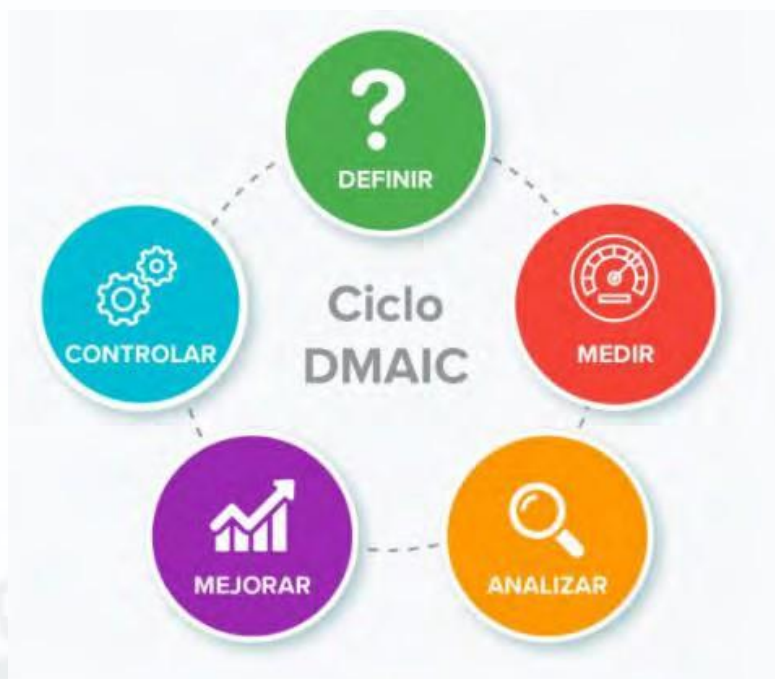 ?
DEFINIR
MEDIR
ANALIZAR
MEJORAR
CONTROLAR
Ciclo
DMAIC